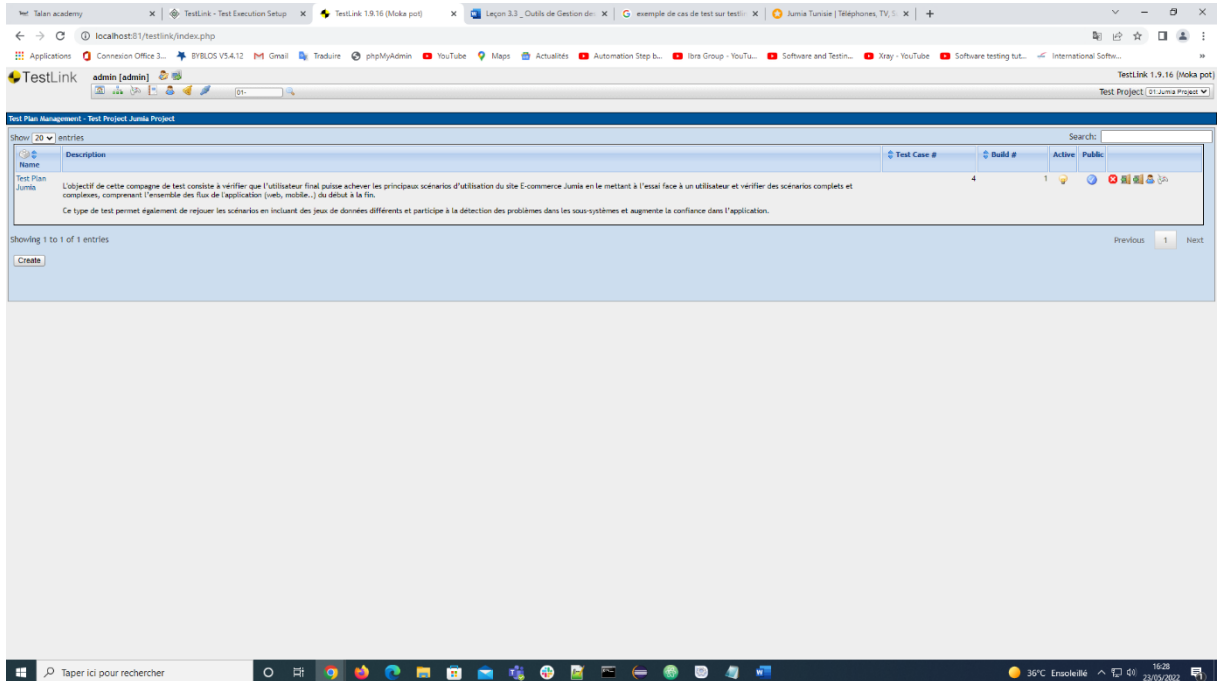 Talan academy
TestLink - Test Execution Setup
TestLink 1.9.16 (Moka pot)
Leçon 3.3 _ Outils de Gestion de
exemple de cas de test sur testli
Jumia Tunisie | Téléphones, TV,
localhost:81/testlink/index.php
Applications
Connexion Office 3...
BYBLOS V5.4.12
Gmail
Traduire
phpMyAdmin
YouTube
Maps
Actualités
Automation Step b...
Ibra Group - YouTu...
Software and Testin...
Xray - YouTube
Software testing tut...
International Softw...
TestLink
admin [admin]
TestLink 1.9.16 (Moka pot)
01-
Test Project 01:Jumia Project
Test Plan Management - Test Project Jumia Project
Show 20 entries
Search:
Name
Description
Test Case #
Build #
Active
Public
Test Plan Jumia
L'objectif de cette compagne de test consiste à vérifier que l'utilisateur final puisse achever les principaux scénarios d'utilisation du site E-commerce Jumia en le mettant à l'essai face à un utilisateur et vérifier des scénarios complets et
complexes, comprenant l'ensemble des flux de l'application (web, mobile..) du début à la fin.
Ce type de test permet également de rejouer les scénarios en incluant des jeux de données différents et participe à la détection des problèmes dans les sous-systèmes et augmente la confiance dans l'application.
4
1
Showing 1 to 1 of 1 entries
Previous 1 Next
Create
Taper ici pour rechercher
36°C Ensoleillé
16:28
23/05/2022